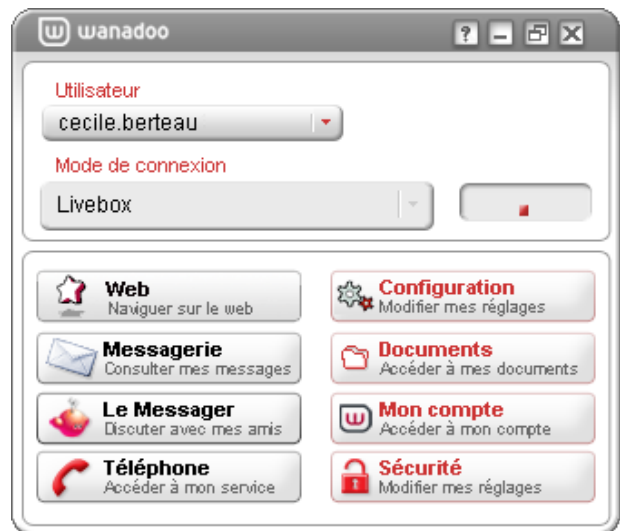 wanadoo
Utilisateur
cecile.berteau
Mode de connexion
Livebox
Web
Naviguer sur le web
Configuration
Modifier mes réglages
Messagerie
Consulter mes messages
Documents
Accéder à mes documents
Le Messager
Discuter avec mes amis
Mon compte
Accéder à mon compte
Téléphone
Accéder à mon service
Sécurité
Modifier mes réglages